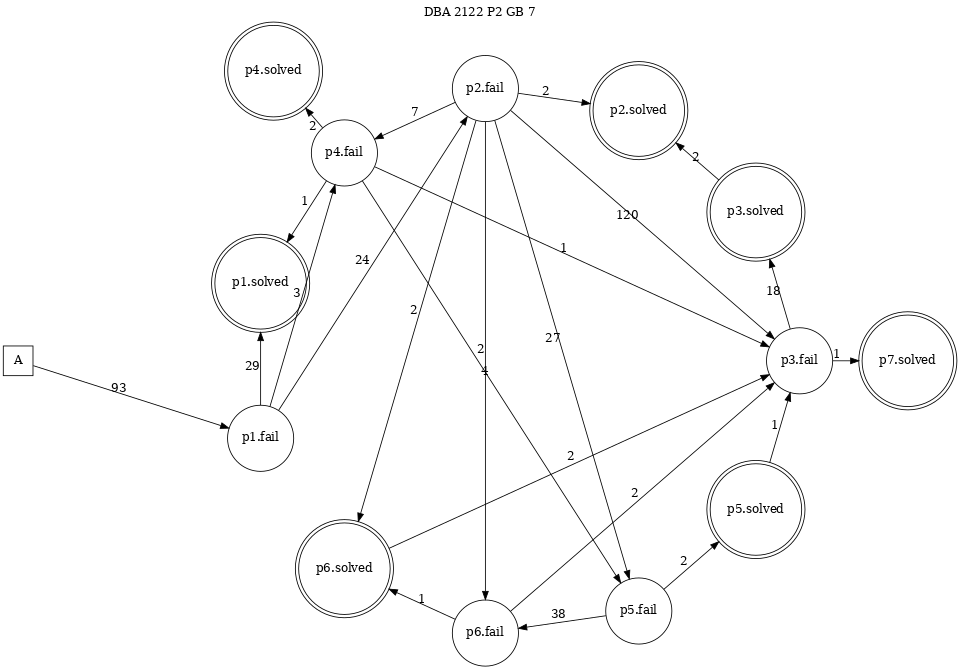 DBA 2122 P2 GB 7
p4.solved
p2.fail
2
p2.solved
7
2
p4.fail
2
p3.solved
1
120
1
24
p1.solved
3
18
2
27
2
4
A
29
93
p3.fail
1
p7.solved
p1.fail
1
2
2
p5.solved
p6.solved
2
1
38
p5.fail
p6.fail